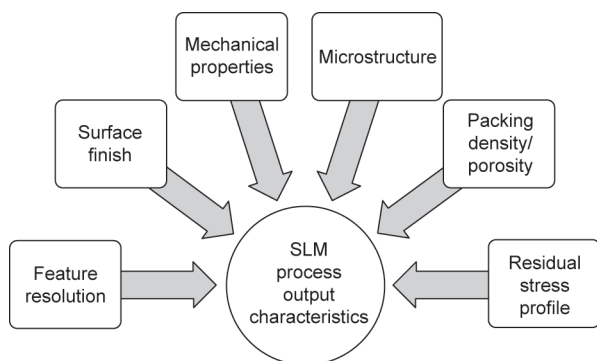 Mechanical
properties
Microstructure
Surface
finish
Packing
density/
porosity
Feature
resolution
SLM
process
output
characteristics
Residual
stress
profile